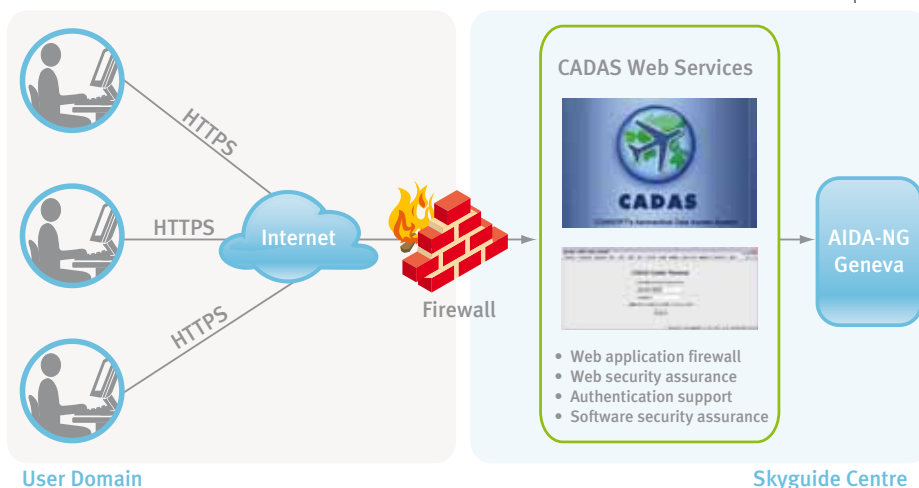 CADAS Web Services
HTTPS
HTTPS
HTTPS
Internet
Firewall
CADAS
AIDA-NG
Geneva
• Web application firewall
• Web security assurance
• Authentication support
• Software security assurance
User Domain
Skyguide Centre